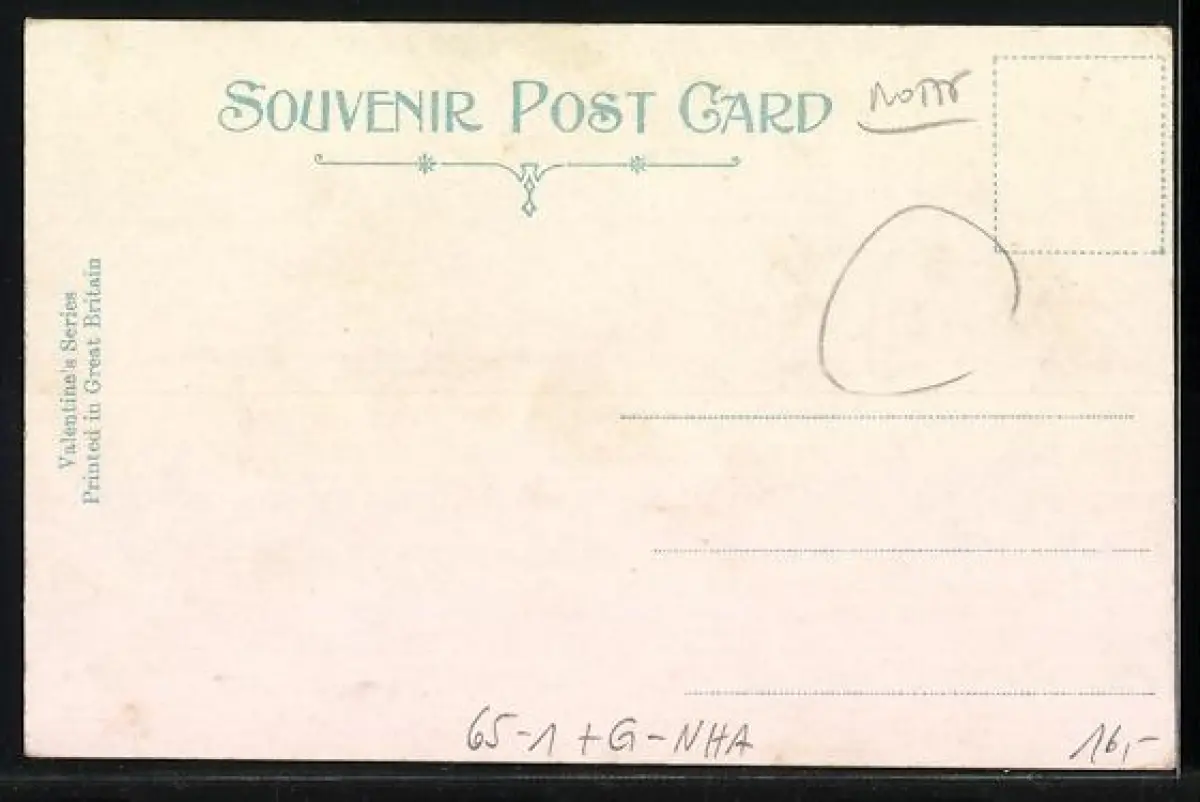 SOUVENIR POST CARD
Valentine's Series
Printed in Great Britain
65-1 + G-NHA
16,-